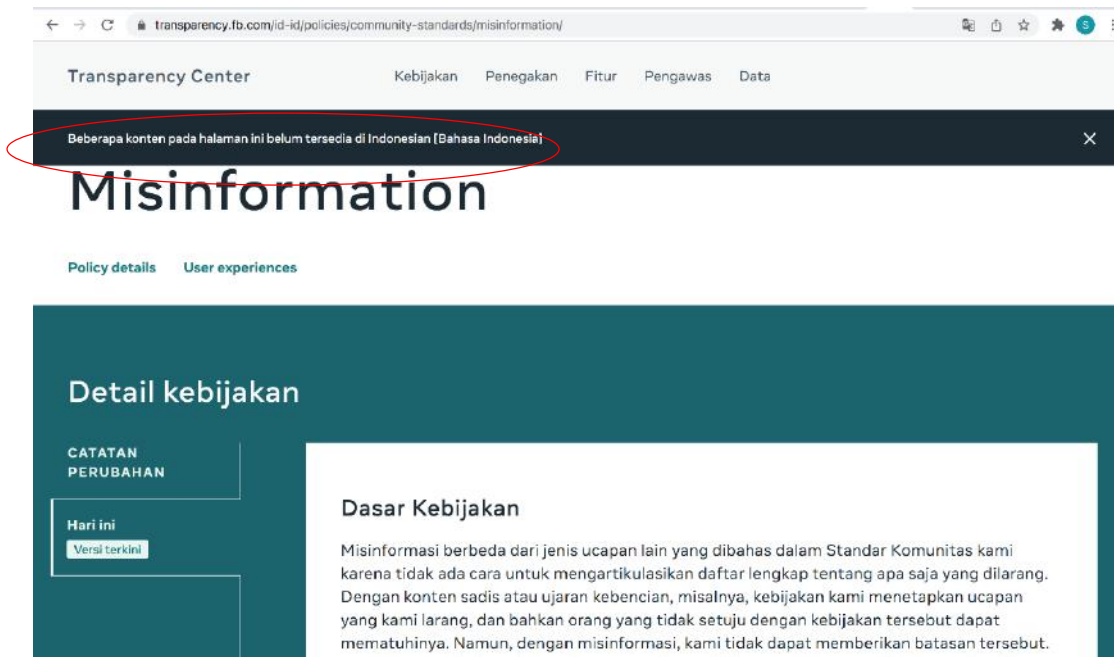 transparency.fb.com/id-id/policies/community-standards/misinformation/
S
Transparency Center Kebijakan Penegakan Fitur Pengawas Data
Beberapa konten pada halaman ini belum tersedia di Indonesian [Bahasa Indonesia]
Misinformation
Policy details User experiences
Detail kebijakan
CATATAN
PERUBAHAN
Hari ini
Versi terkini
Dasar Kebijakan
Misinformasi berbeda dari jenis ucapan lain yang dibahas dalam Standar Komunitas kami
karena tidak ada cara untuk mengartikulasikan daftar lengkap tentang apa saja yang dilarang.
Dengan konten sadis atau ujaran kebencian, misalnya, kebijakan kami menetapkan ucapan
yang kami larang, dan bahkan orang yang tidak setuju dengan kebijakan tersebut dapat
mematuhinya. Namun, dengan misinformasi, kami tidak dapat memberikan batasan tersebut.